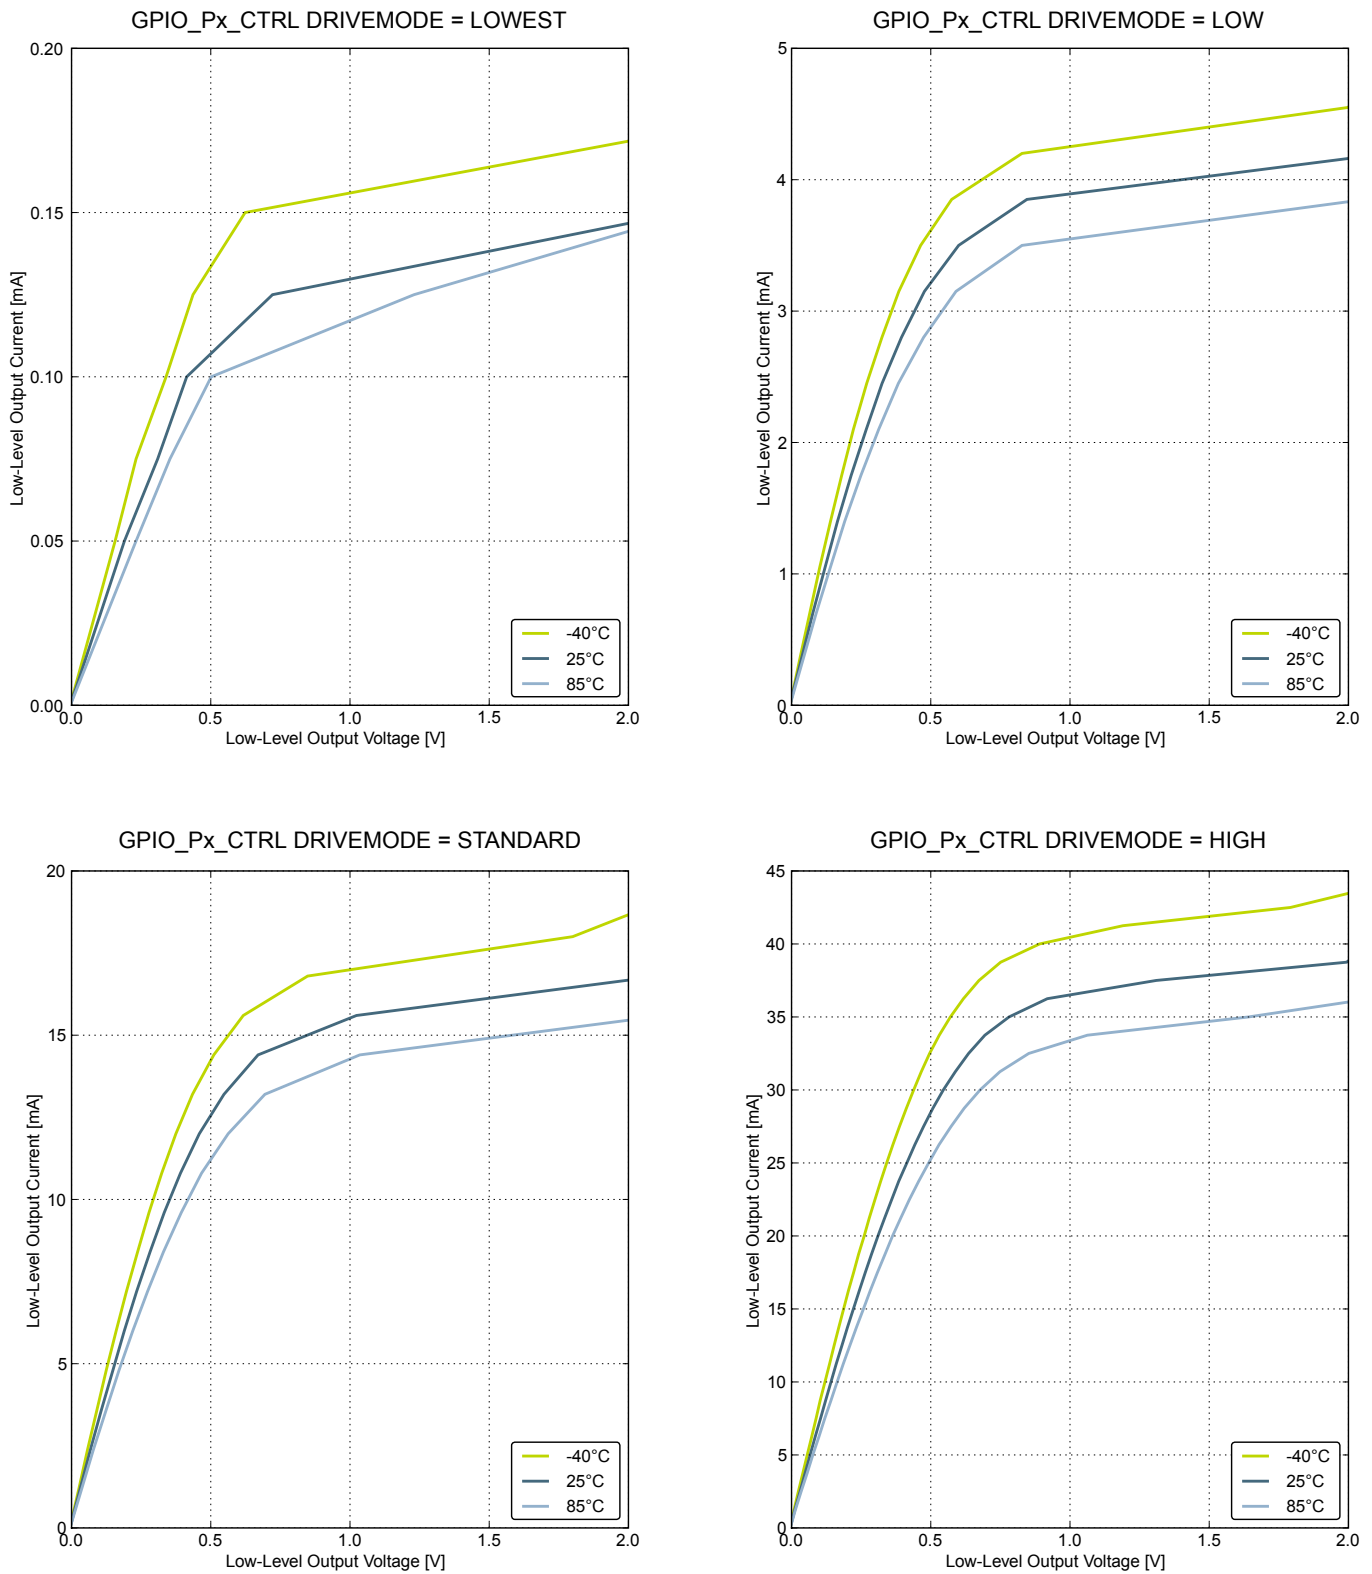 GPIO_Px_CTRL DRIVEMODE = LOWEST
0.20
0.15
0.10
0.05
0.00
Low-Level Output Current [mA]
-40°C
25°C
85°C
0.0
0.5
1.0
1.5
2.0
Low-Level Output Voltage [V]
GPIO_Px_CTRL DRIVEMODE = LOW
5
4
3
2
1
0
Low-Level Output Current [mA]
-40°C
25°C
85°C
0.0
0.5
1.0
1.5
2.0
Low-Level Output Voltage [V]
GPIO_Px_CTRL DRIVEMODE = STANDARD
20
15
10
5
0
Low-Level Output Current [mA]
-40°C
25°C
85°C
0.0
0.5
1.0
1.5
2.0
Low-Level Output Voltage [V]
GPIO_Px_CTRL DRIVEMODE = HIGH
45
40
35
30
25
20
15
10
5
0
Low-Level Output Current [mA]
-40°C
25°C
85°C
0.0
0.5
1.0
1.5
2.0
Low-Level Output Voltage [V]